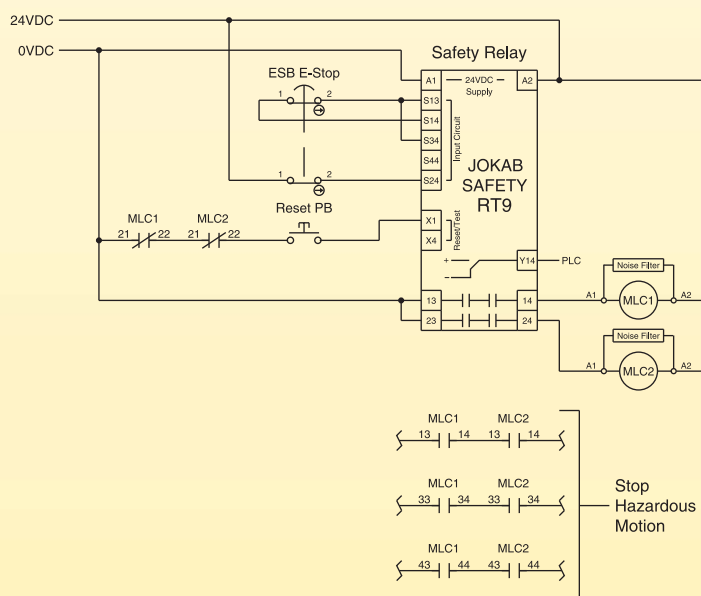 24VDC
0VDC
Safety Relay
ESB E-Stop
A1
24VDC
Supply
A2
1
2
S13
S14
S34
S44
S24
Input Circuit
1
2
JOKAB
SAFETY
RT9
Reset PB
MLC1
MLC2
21
22
21
22
X1
X4
Reset/Test
+
–
Y14
PLC
13
14
23
24
Noise Filter
A1
MLC1
A2
Noise Filter
A1
MLC2
A2
MLC1
MLC2
13
14
13
14
MLC1
MLC2
33
34
33
34
MLC1
MLC2
43
44
43
44
Stop
Hazardous
Motion